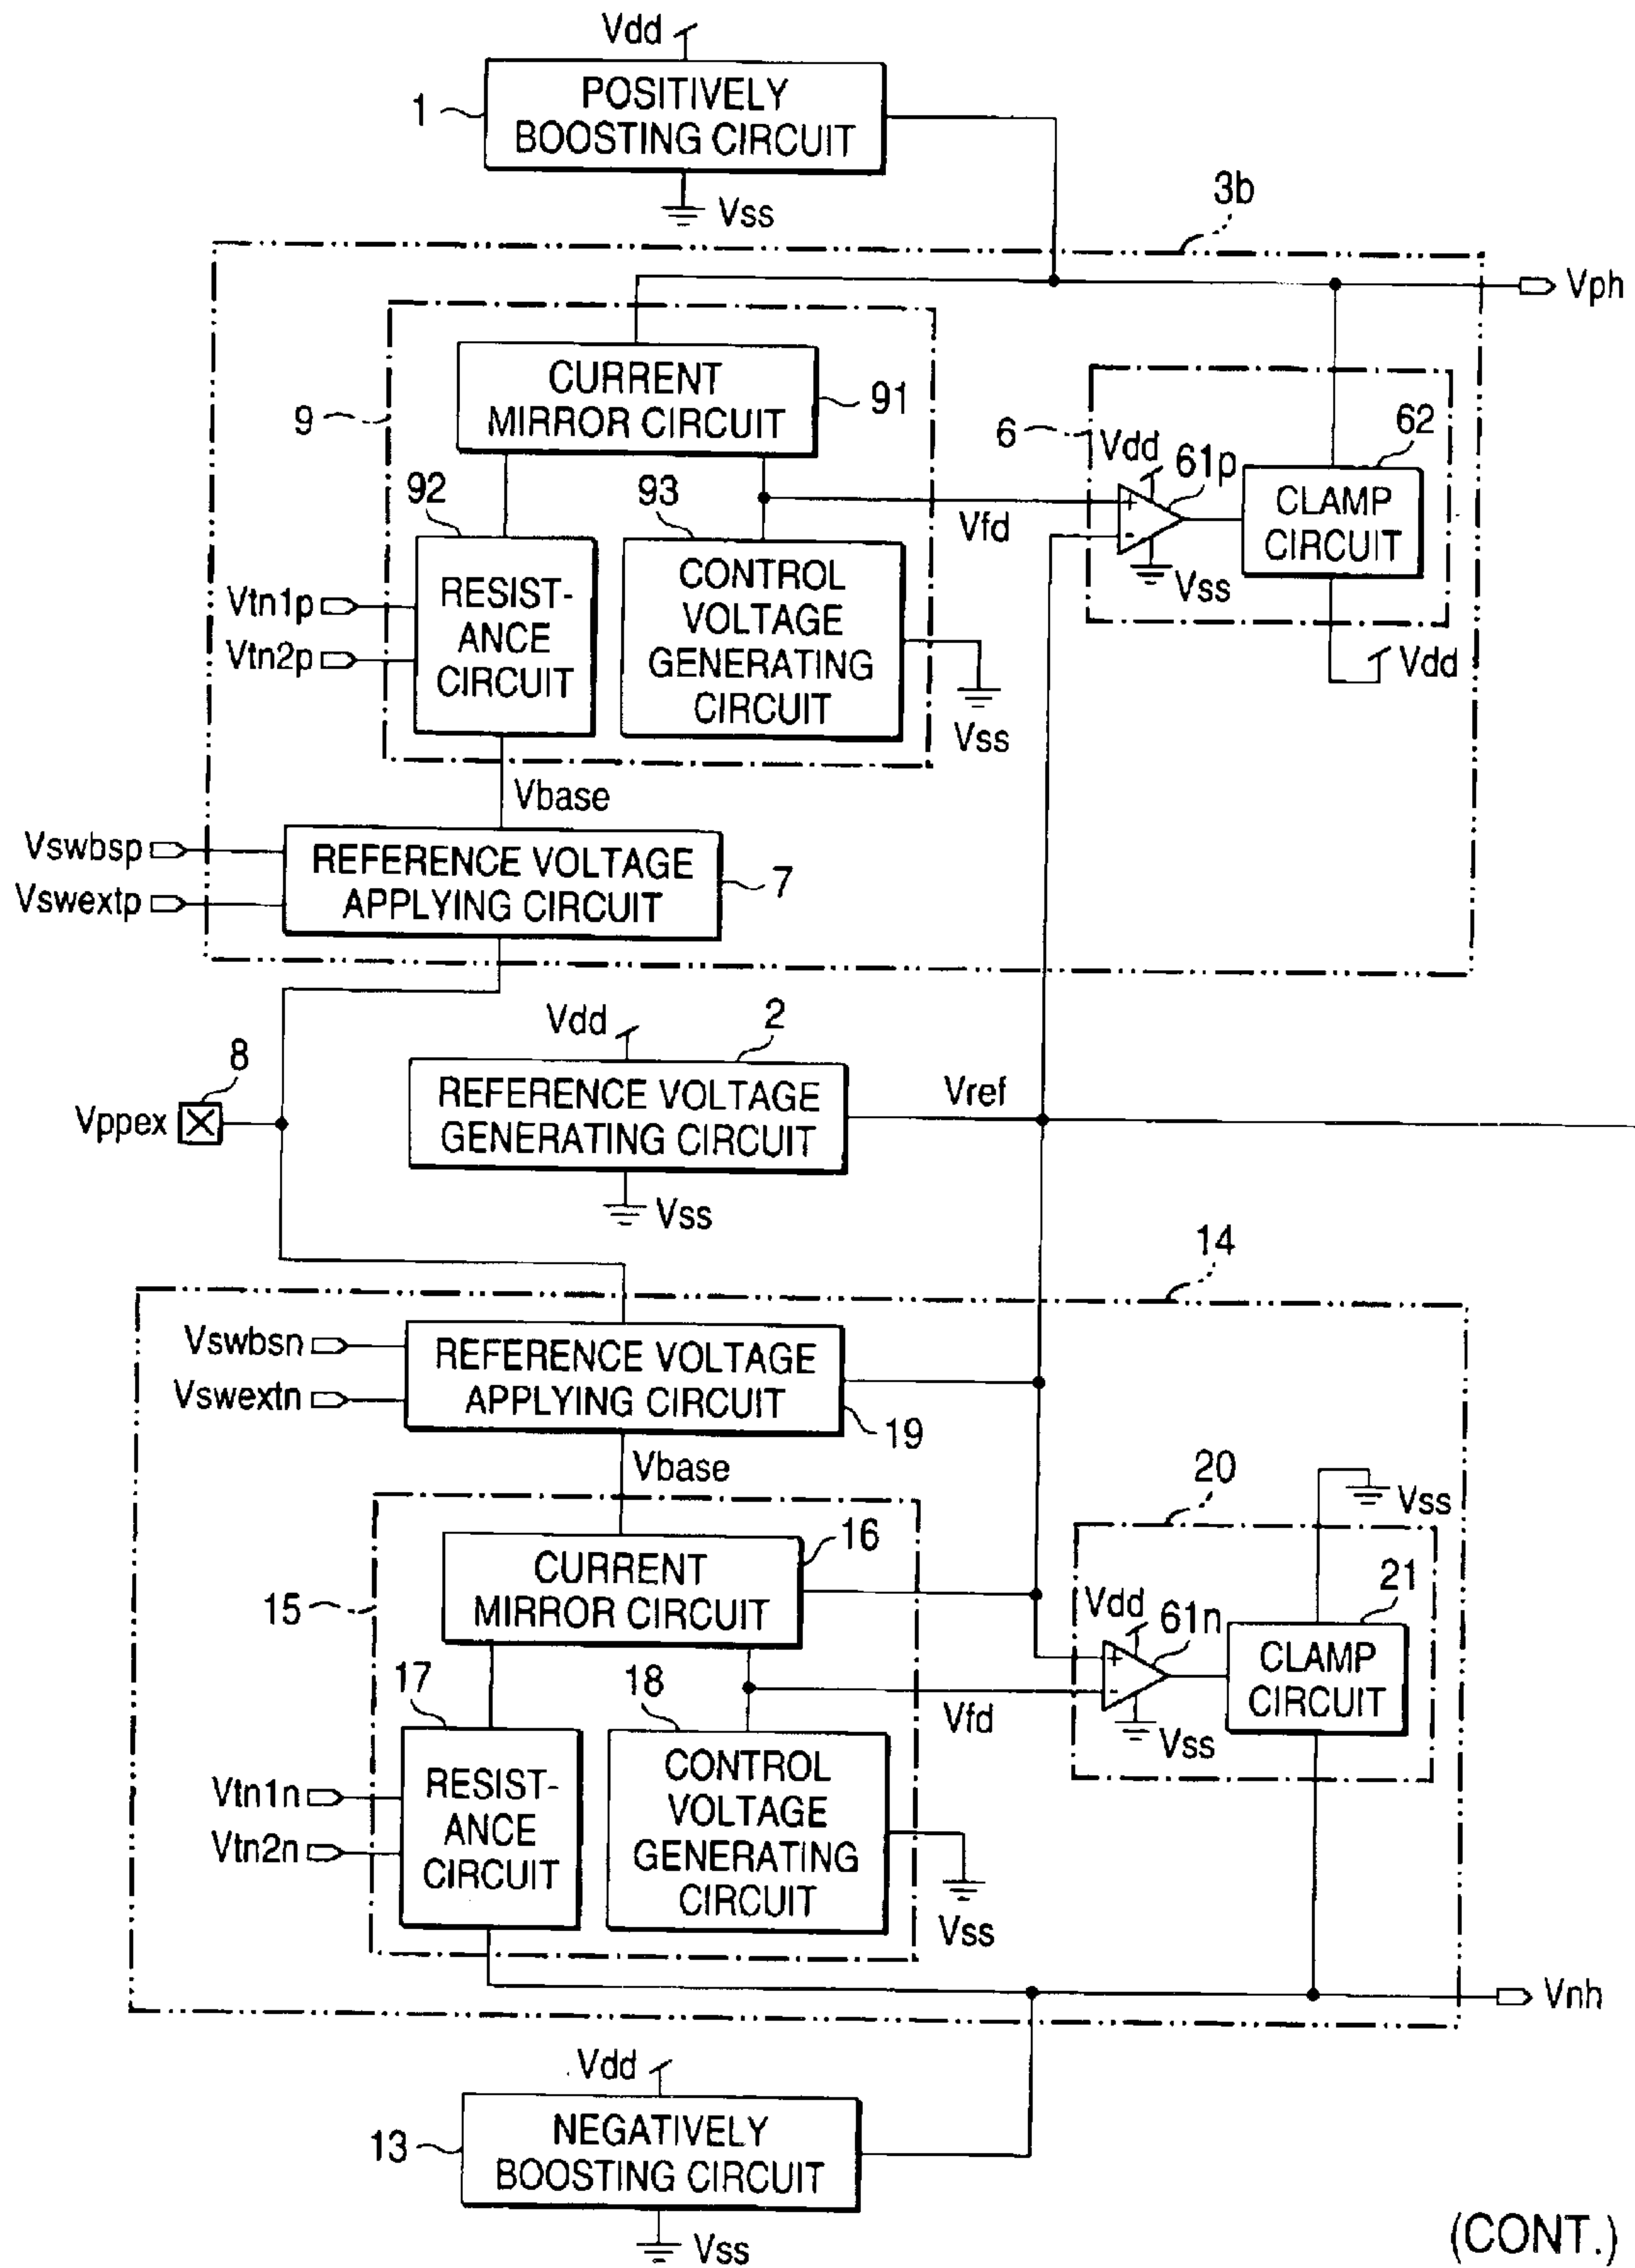 Vdd
POSITIVELY
BOOSTING CIRCUIT
1
Vss
3b
Vph
CURRENT
MIRROR CIRCUIT
91
9
6
Vdd
61p
62
+
-
CLAMP
CIRCUIT
Vss
Vdd
92
93
Vfd
RESIST-
ANCE
CIRCUIT
CONTROL
VOLTAGE
GENERATING
CIRCUIT
Vtn1p
Vtn2p
Vss
Vbase
Vswbsp
Vswextp
REFERENCE VOLTAGE
APPLYING CIRCUIT
7
Vdd
2
8
Vppex
REFERENCE VOLTAGE
GENERATING CIRCUIT
Vref
Vss
14
Vswbsn
Vswextn
REFERENCE VOLTAGE
APPLYING CIRCUIT
19
Vbase
20
Vss
CURRENT
MIRROR CIRCUIT
16
15
Vdd
61n
21
+
-
CLAMP
CIRCUIT
Vss
17
18
Vfd
RESIST-
ANCE
CIRCUIT
CONTROL
VOLTAGE
GENERATING
CIRCUIT
Vtn1n
Vtn2n
Vss
Vnh
Vdd
NEGATIVELY
BOOSTING CIRCUIT
13
Vss
(CONT.)